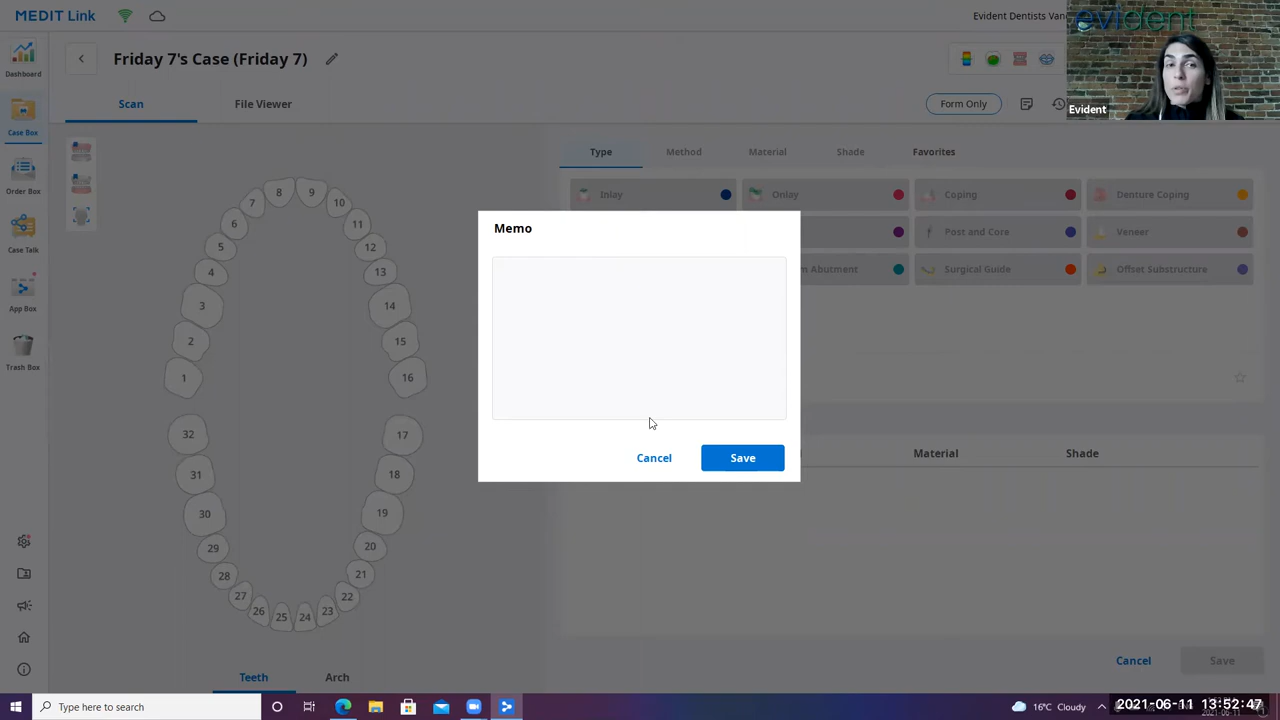 MEDIT Link
Evident Dentists Van
evident
Evident
Dashboard
Case Box
Order Box
Case Talk
App Box
Trash Box
Friday 7's Case (Friday 7)
Scan
File Viewer
Form Only
Type
Method
Material
Shade
Favorites
Inlay
Onlay
Coping
Denture Coping
Post and Core
Veneer
Abutment
Surgical Guide
Offset Substructure
Memo
Cancel
Save
Material
Shade
8 9
7 10
6 11
5 12
4 13
3 14
2 15
1 16
32 17
31 18
30 19
29 20
28 21
27 22
26 25 24 23
Teeth
Arch
Cancel
Save
Type here to search
16°C Cloudy
2021-06-11 13:52:47